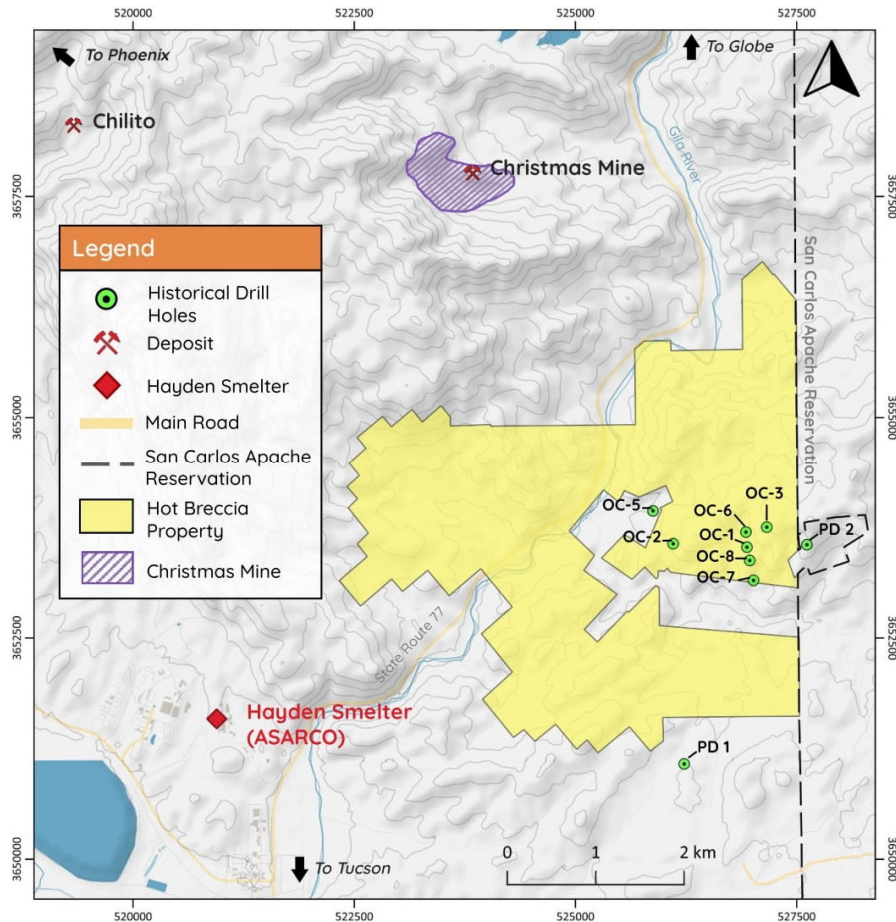 520000
522500
525000
527500
To Phoenix
To Globe
Chilito
Christmas Mine
Gila River
3657500
3657500
San Carlos Apache Reservation
Legend
Historical Drill
Holes
Deposit
Hayden Smelter
Main Road
San Carlos Apache
Reservation
Hot Breccia
Property
Christmas Mine
3655000
3655000
OC-3
OC-5
OC-6
OC-2
OC-1
PD 2
OC-8
OC-7
State Route 77
3652500
3652500
Hayden Smelter
(ASARCO)
PD 1
0
1
2 km
To Tucson
3650000
3650000
520000
522500
525000
527500